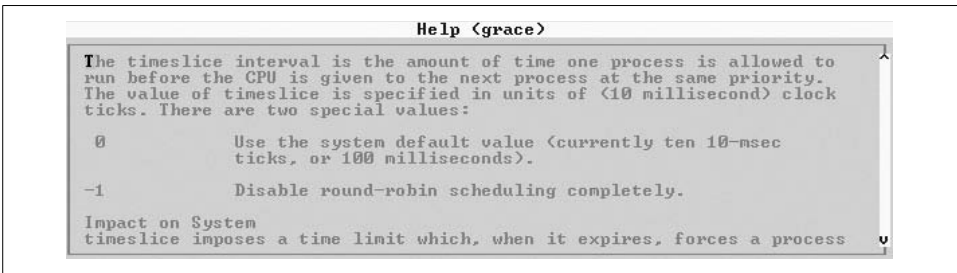 Help (grace)
The timeslice interval is the amount of time one process is allowed to
run before the CPU is given to the next process at the same priority.
The value of timeslice is specified in units of (10 millisecond) clock
ticks. There are two special values:
0 Use the system default value (currently ten 10-msec
ticks, or 100 milliseconds).
-1 Disable round-robin scheduling completely.
Impact on System
timeslice imposes a time limit which, when it expires, forces a process